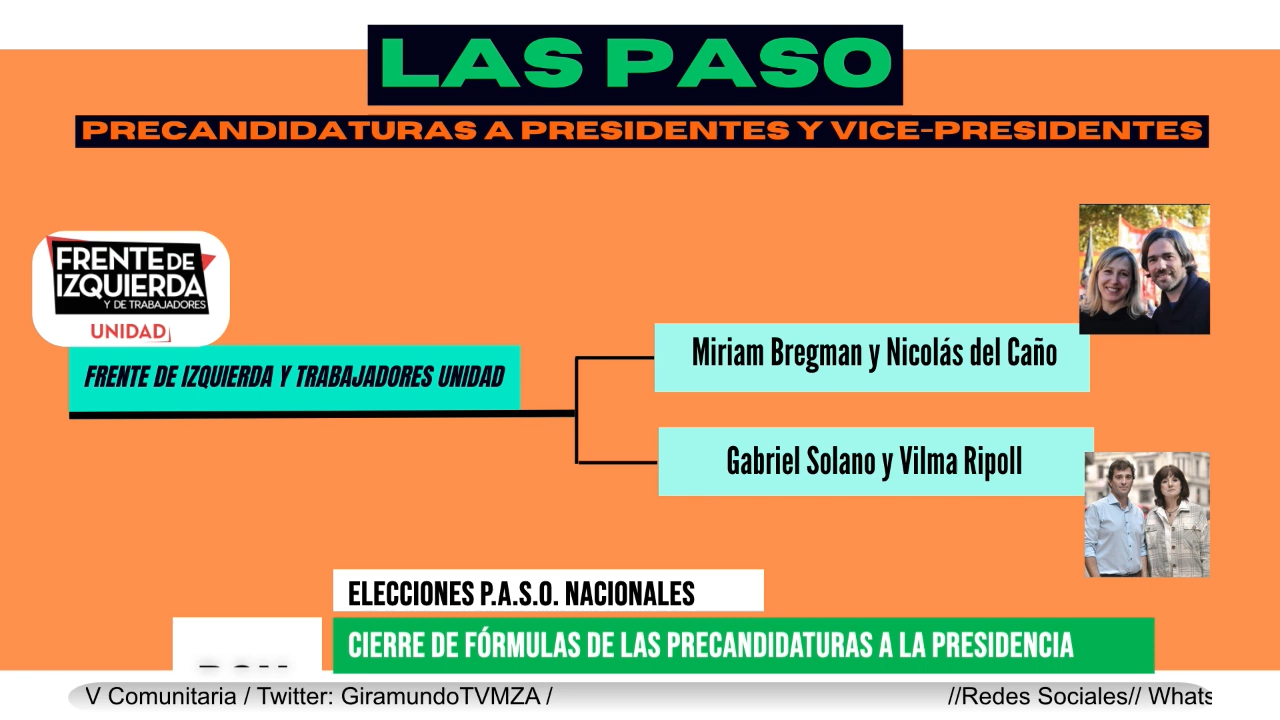 LAS PASO
PRECANDIDATURAS A PRESIDENTES Y VICE-PRESIDENTES
FRENTE DE
IZQUIERDA
Y DE TRABAJADORES
UNIDAD
FRENTE DE IZQUIERDA Y TRABAJADORES UNIDAD
Miriam Bregman y Nicolás del Caño
Gabriel Solano y Vilma Ripoll
ELECCIONES P.A.S.O. NACIONALES
CIERRE DE FÓRMULAS DE LAS PRECANDIDATURAS A LA PRESIDENCIA
V Comunitaria / Twitter: GiramundoTVMZA / //Redes Sociales// Whats